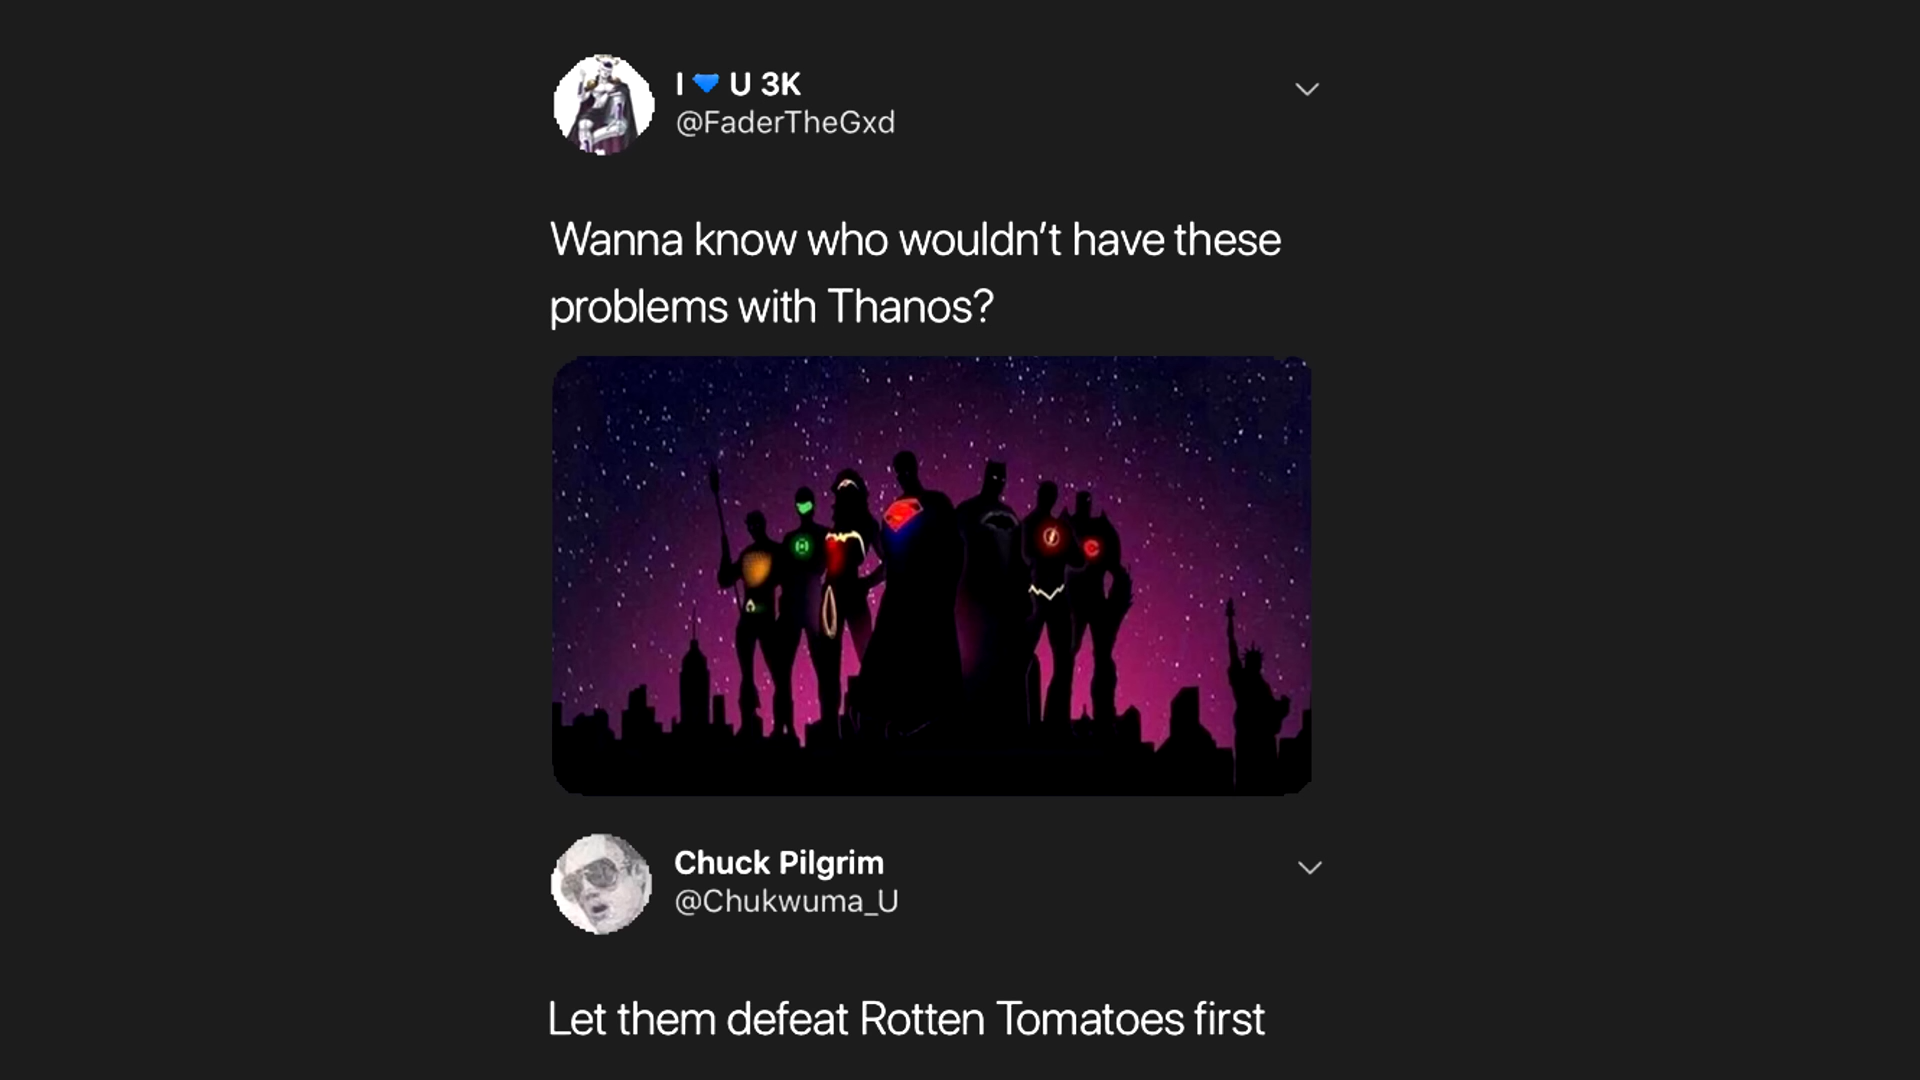 I 💙 U 3K
@FaderTheGxd
Wanna know who wouldn’t have these
problems with Thanos?
Chuck Pilgrim
@Chukwuma_U
Let them defeat Rotten Tomatoes first